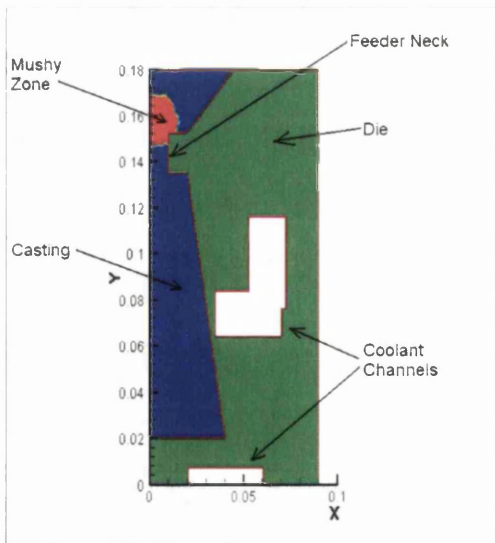 Feeder Neck
Mushy
Zone
Die
Casting
Coolant
Channels
Y
0.18
0.16
0.14
0.12
0.1
0.08
0.06
0.04
0.02
0
0
0.05
0.1
X